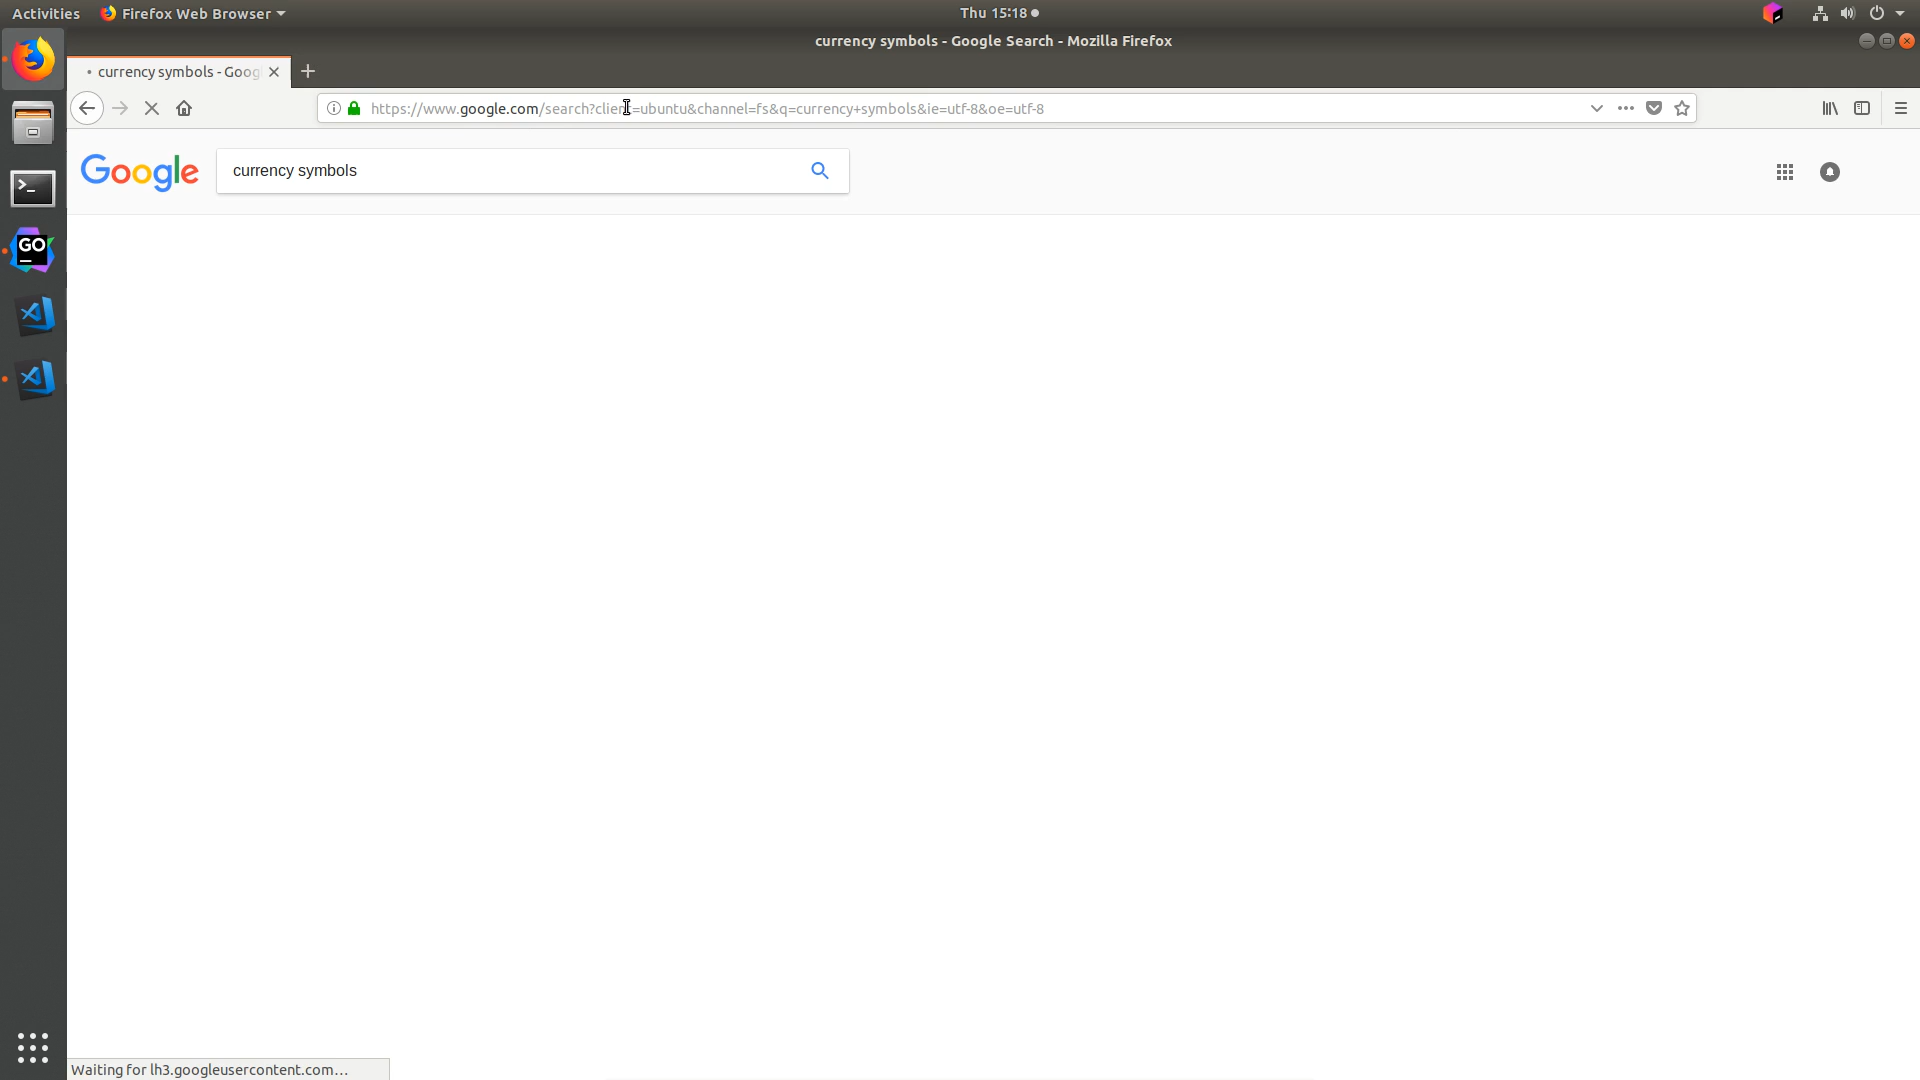 Activities
Firefox Web Browser
Thu 15:18
currency symbols - Google Search - Mozilla Firefox
currency symbols - Goog
https://www.google.com/search?client=ubuntu&channel=fs&q=currency+symbols&ie=utf-8&oe=utf-8
Google
currency symbols
GO
Waiting for lh3.googleusercontent.com…